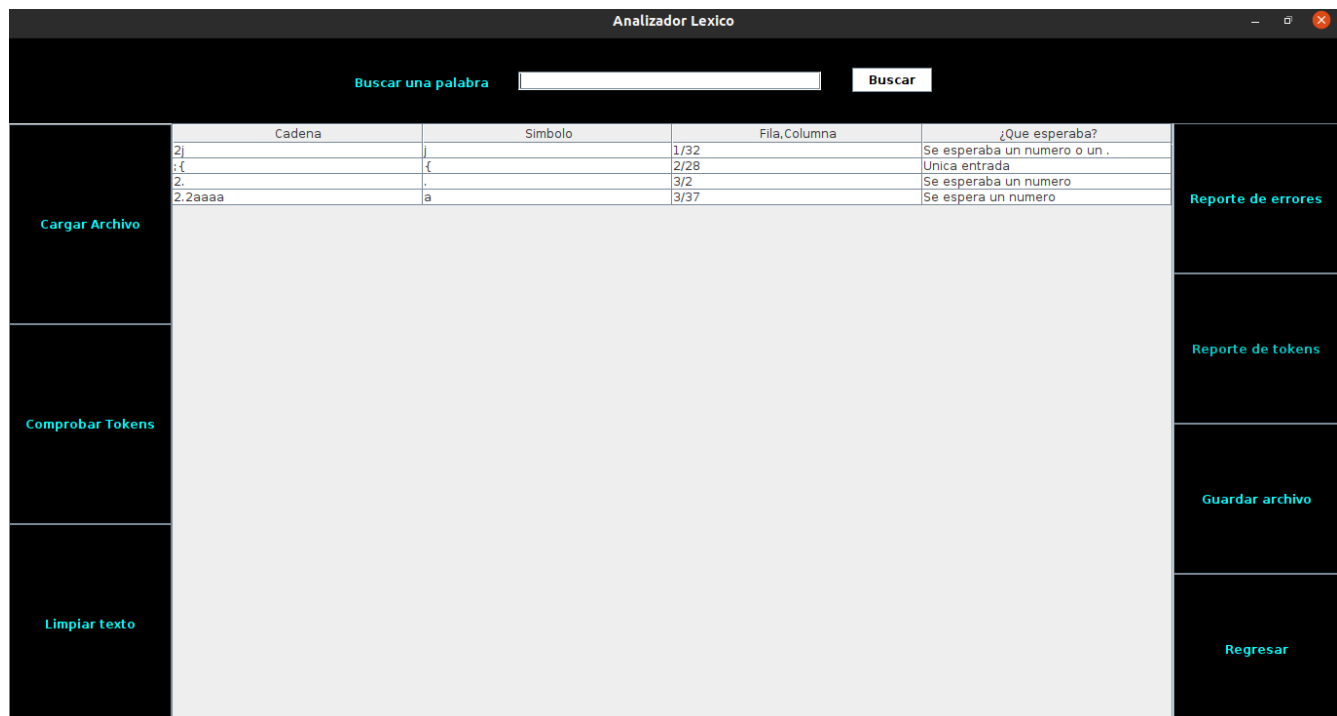 Analizador Lexico
Buscar una palabra Buscar
Cadena Simbolo Fila,Columna ¿Que esperaba?
2j j 1/32 Se esperaba un numero o un .
;{ { 2/28 Unica entrada
2. . 3/2 Se esperaba un numero
2.2aaaa a 3/37 Se espera un numero
Cargar Archivo
Comprobar Tokens
Limpiar texto
Reporte de errores
Reporte de tokens
Guardar archivo
Regresar